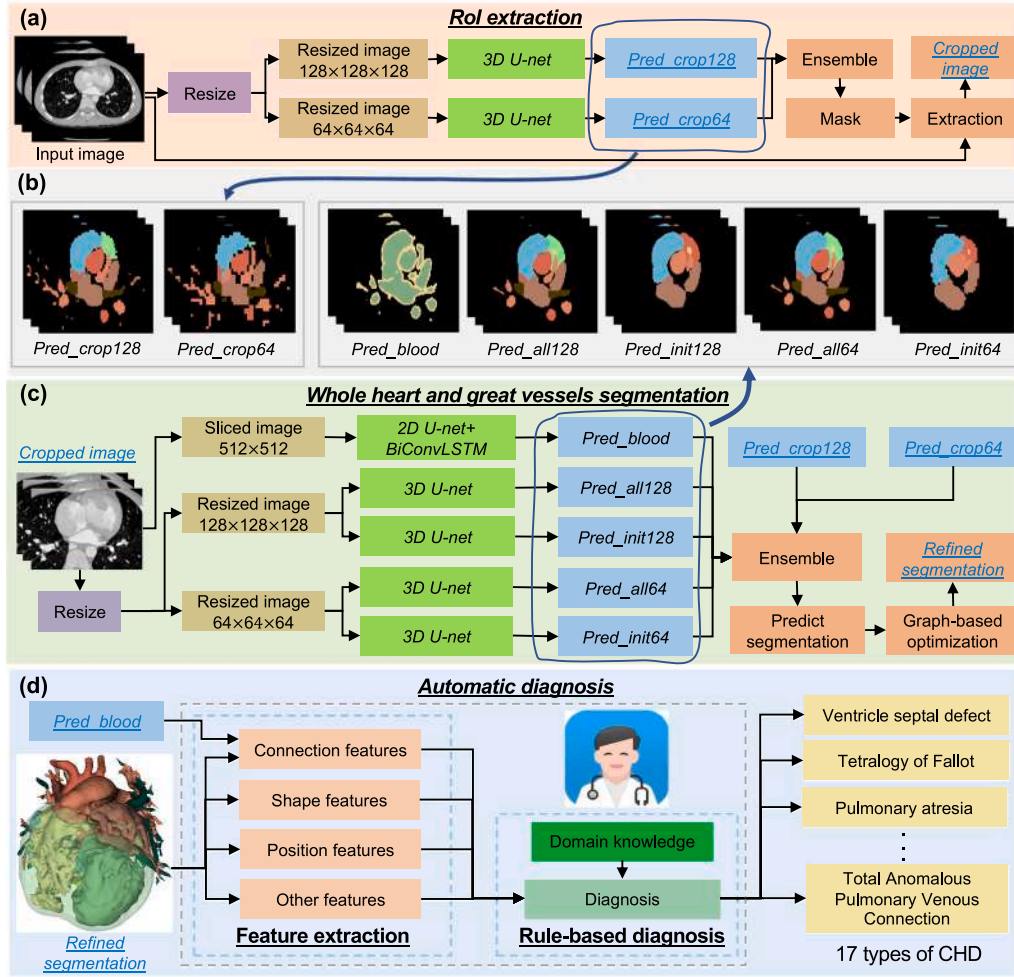 (a)
RoI extraction
Input image
Resize
Resized image
128×128×128
Resized image
64×64×64
3D U-net
3D U-net
Pred_crop128
Pred_crop64
Ensemble
Mask
Cropped
image
Extraction
(b)
Pred_crop128
Pred_crop64
Pred_blood
Pred_all128
Pred_init128
Pred_all64
Pred_init64
(c)
Whole heart and great vessels segmentation
Cropped image
Resize
Sliced image
512×512
Resized image
128×128×128
Resized image
64×64×64
2D U-net+
BiConvLSTM
3D U-net
3D U-net
3D U-net
3D U-net
Pred_blood
Pred_all128
Pred_init128
Pred_all64
Pred_init64
Pred_crop128
Pred_crop64
Ensemble
Predict
segmentation
Refined
segmentation
Graph-based
optimization
(d)
Automatic diagnosis
Pred_blood
Refined
segmentation
Connection features
Shape features
Position features
Other features
Feature extraction
Domain knowledge
Diagnosis
Rule-based diagnosis
Ventricle septal defect
Tetralogy of Fallot
Pulmonary atresia
Total Anomalous
Pulmonary Venous
Connection
17 types of CHD